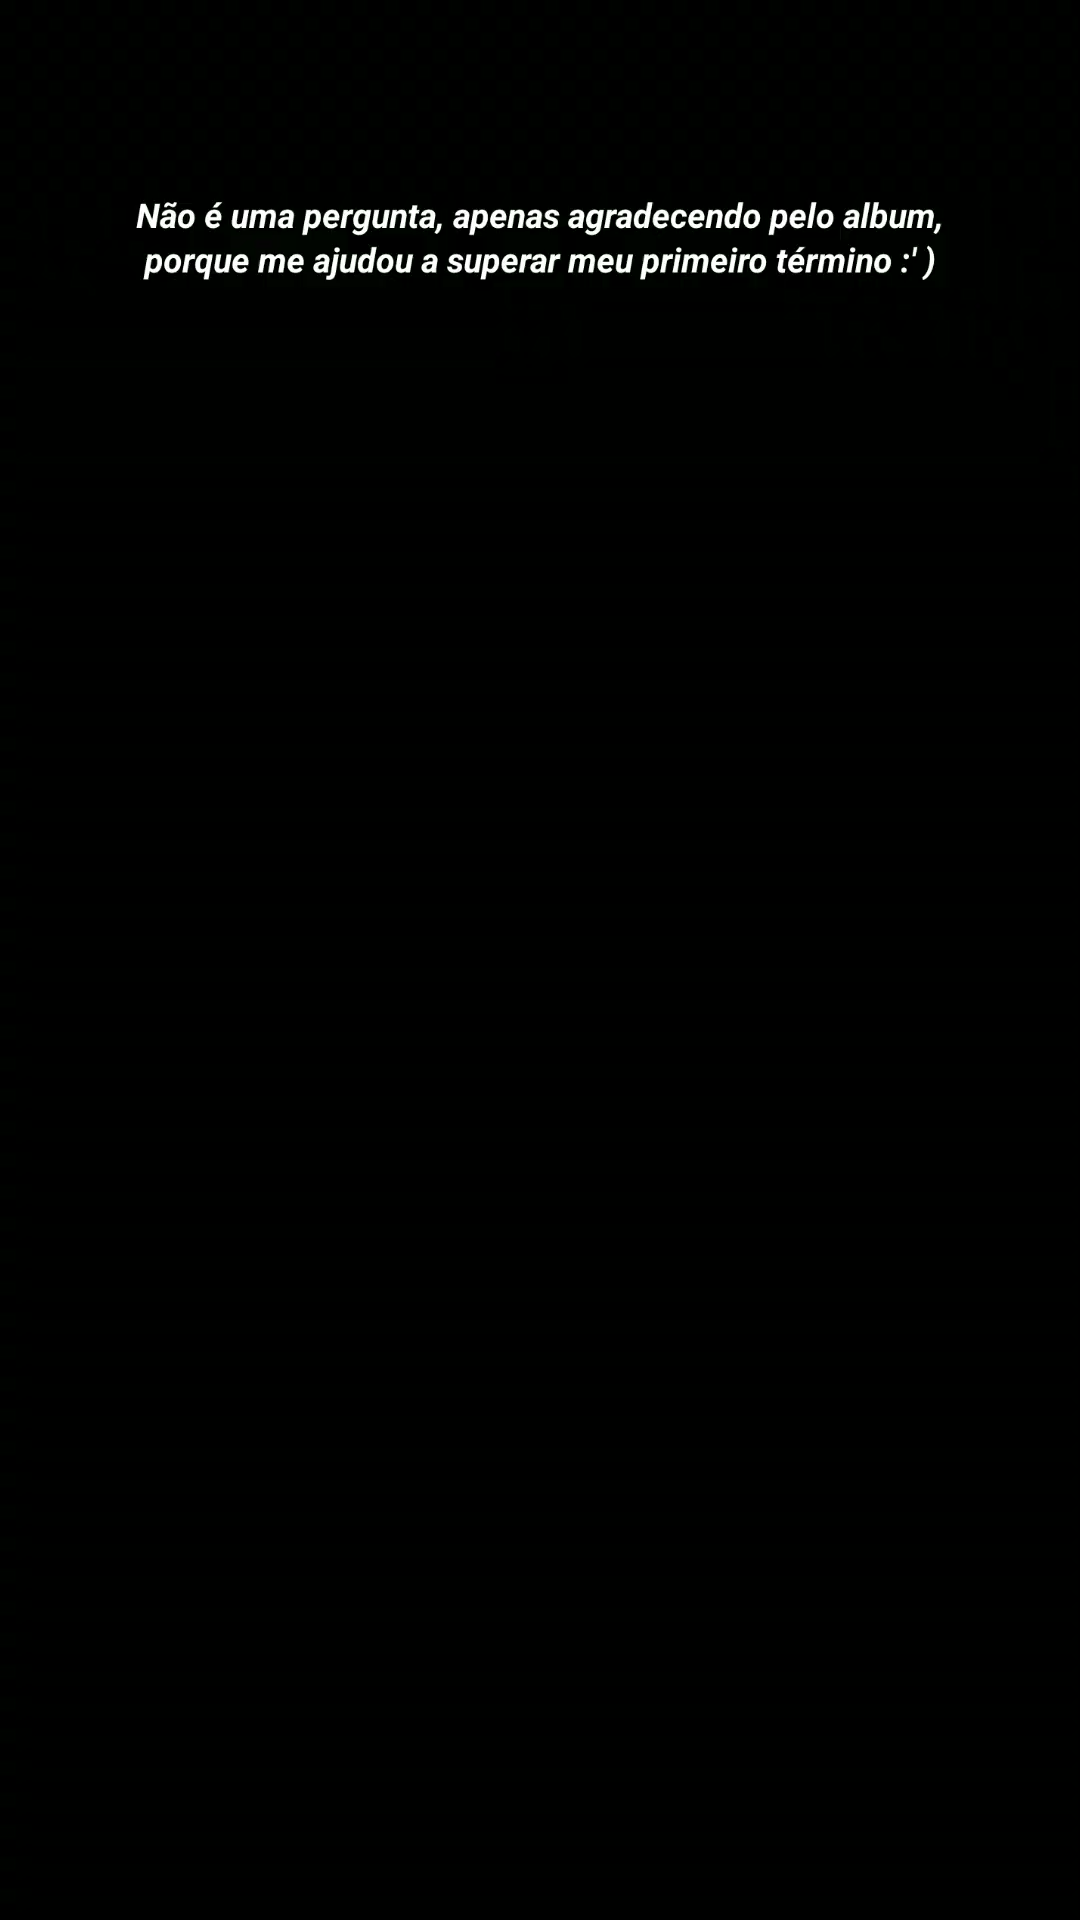 Não é uma pergunta, apenas agradecendo pelo album,
porque me ajudou a superar meu primeiro término :' )